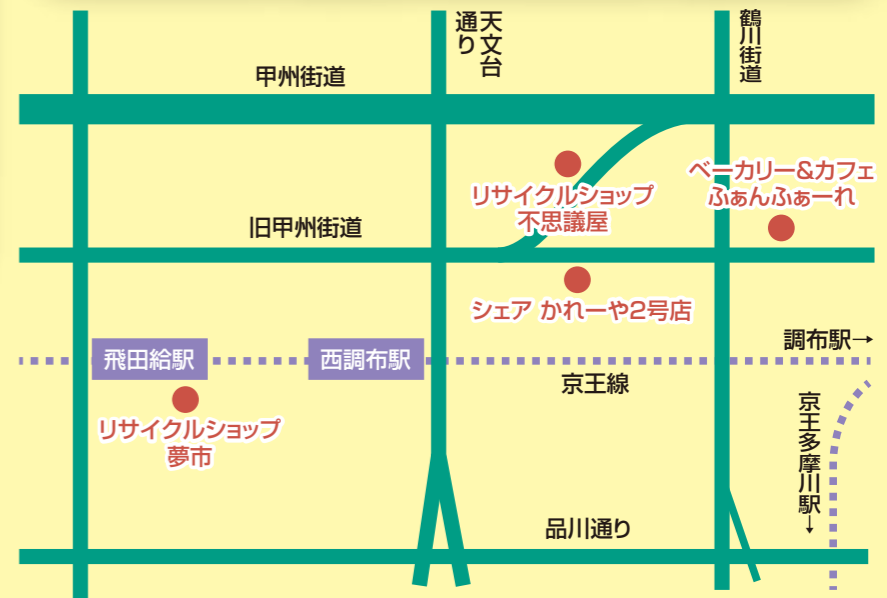 天文台
通り
鶴川街道
甲州街道
リサイクルショップ
不思議屋
ベーカリー&カフェ
ふぁんふぁーれ
旧甲州街道
シェア かれーや2号店
調布駅→
飛田給駅
西調布駅
京王線
京王多摩川駅→
リサイクルショップ
夢市
品川通り